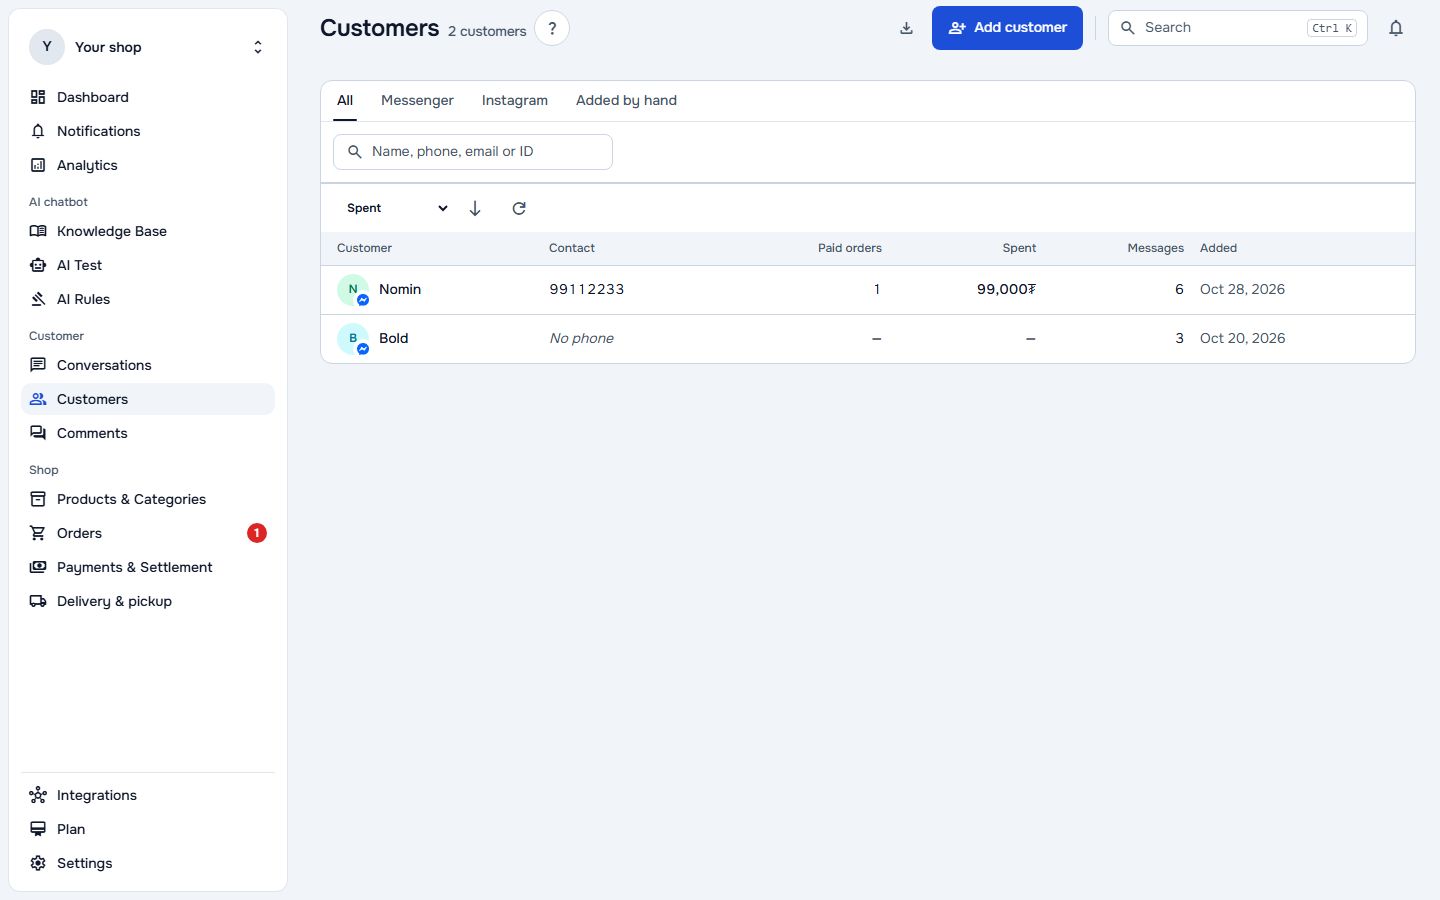 Y Your shop
Dashboard
Notifications
Analytics
AI chatbot
Knowledge Base
AI Test
AI Rules
Customer
Conversations
Customers
Comments
Shop
Products & Categories
Orders 1
Payments & Settlement
Delivery & pickup
Integrations
Plan
Settings
Customers 2 customers ?
Add customer
Search Ctrl K
All Messenger Instagram Added by hand
Name, phone, email or ID
Spent
Customer Contact Paid orders Spent Messages Added
N Nomin 99112233 1 99,000₮ 6 Oct 28, 2026
B Bold No phone – – 3 Oct 20, 2026